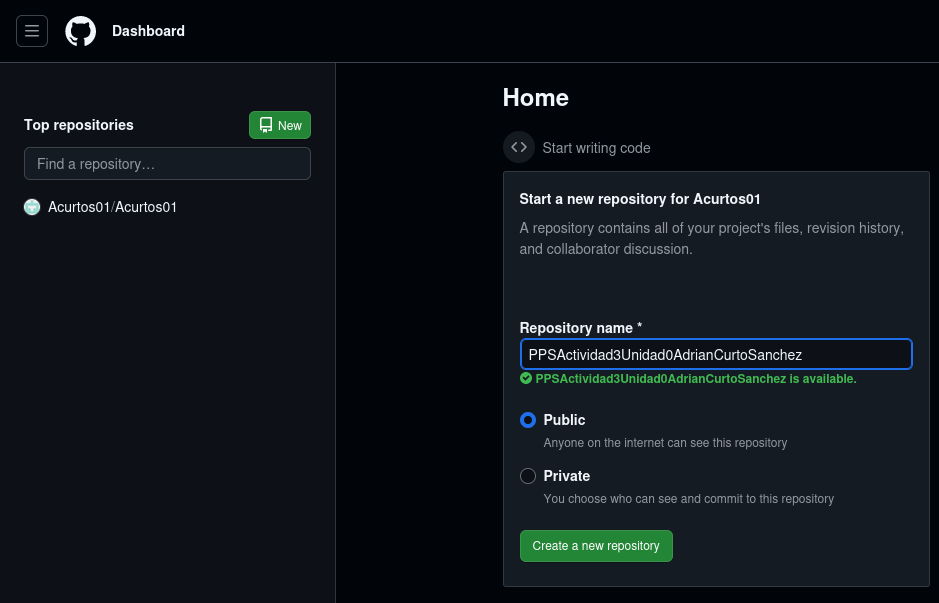 Dashboard
Top repositories
New
Find a repository…
Acurtos01/Acurtos01
Home
Start writing code
Start a new repository for Acurtos01
A repository contains all of your project's files, revision history,
and collaborator discussion.
Repository name *
PPSActividad3Unidad0AdrianCurtoSanchez
PPSActividad3Unidad0AdrianCurtoSanchez is available.
Public
Anyone on the internet can see this repository
Private
You choose who can see and commit to this repository
Create a new repository